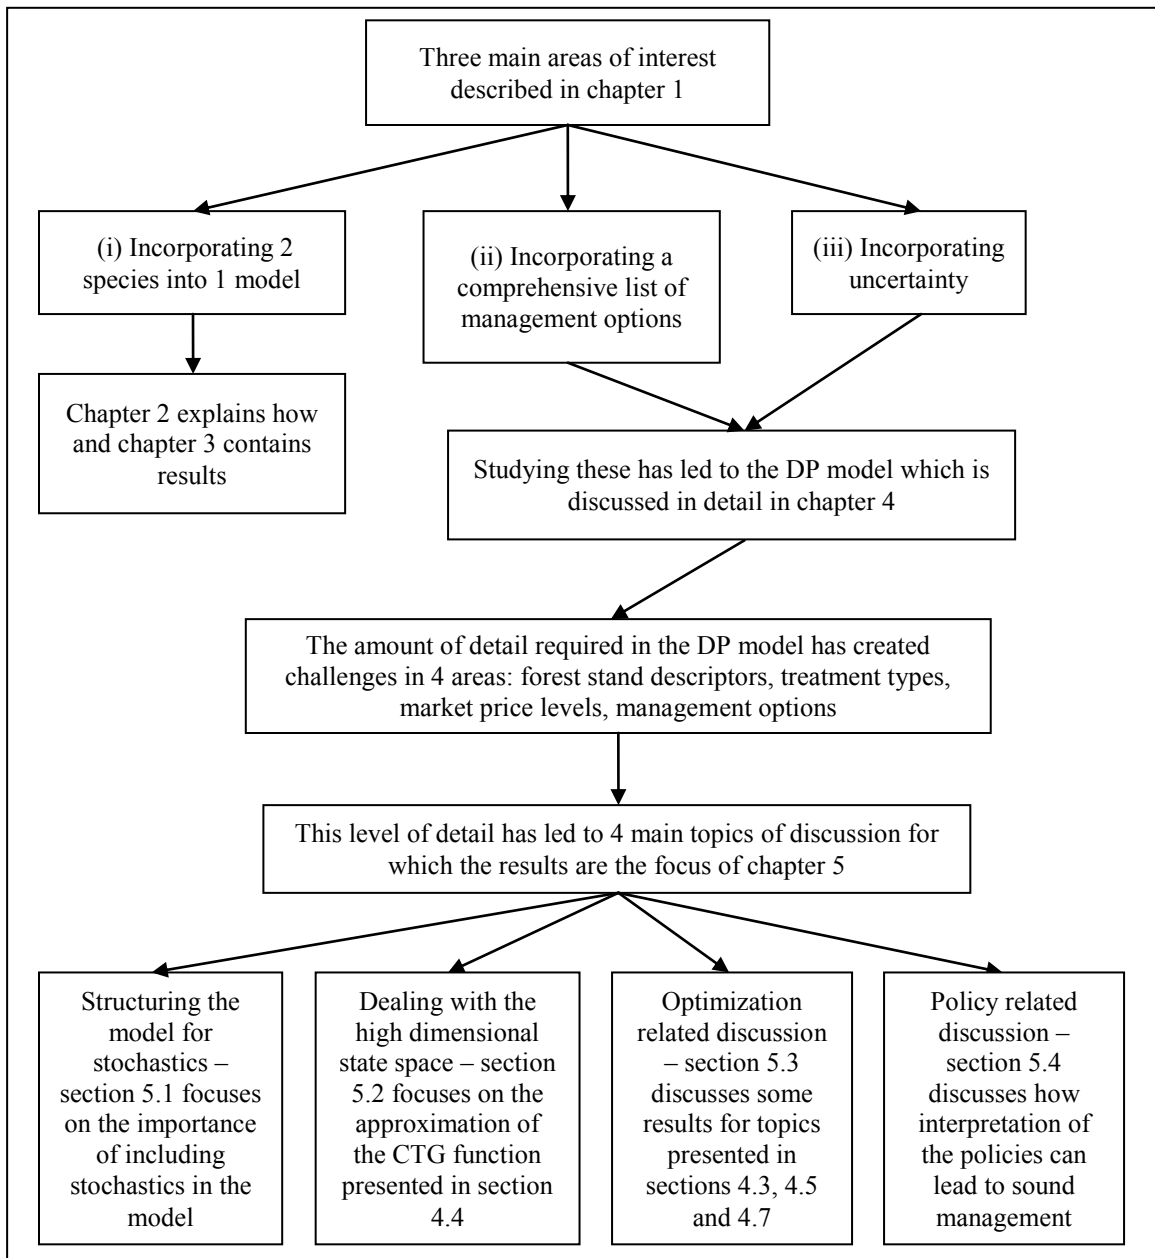 Three main areas of interest
described in chapter 1
(i) Incorporating 2
species into 1 model
(ii) Incorporating a
comprehensive list of
management options
(iii) Incorporating
uncertainty
Chapter 2 explains how
and chapter 3 contains
results
Studying these has led to the DP model which is
discussed in detail in chapter 4
The amount of detail required in the DP model has created
challenges in 4 areas: forest stand descriptors, treatment types,
market price levels, management options
This level of detail has led to 4 main topics of discussion for
which the results are the focus of chapter 5
Structuring the
model for
stochastics –
section 5.1 focuses
on the importance
of including
stochastics in the
model
Dealing with the
high dimensional
state space – section
5.2 focuses on the
approximation of
the CTG function
presented in section
4.4
Optimization
related discussion
– section 5.3
discusses some
results for topics
presented in
sections 4.3, 4.5
and 4.7
Policy related
discussion –
section 5.4
discusses how
interpretation of
the policies can
lead to sound
management